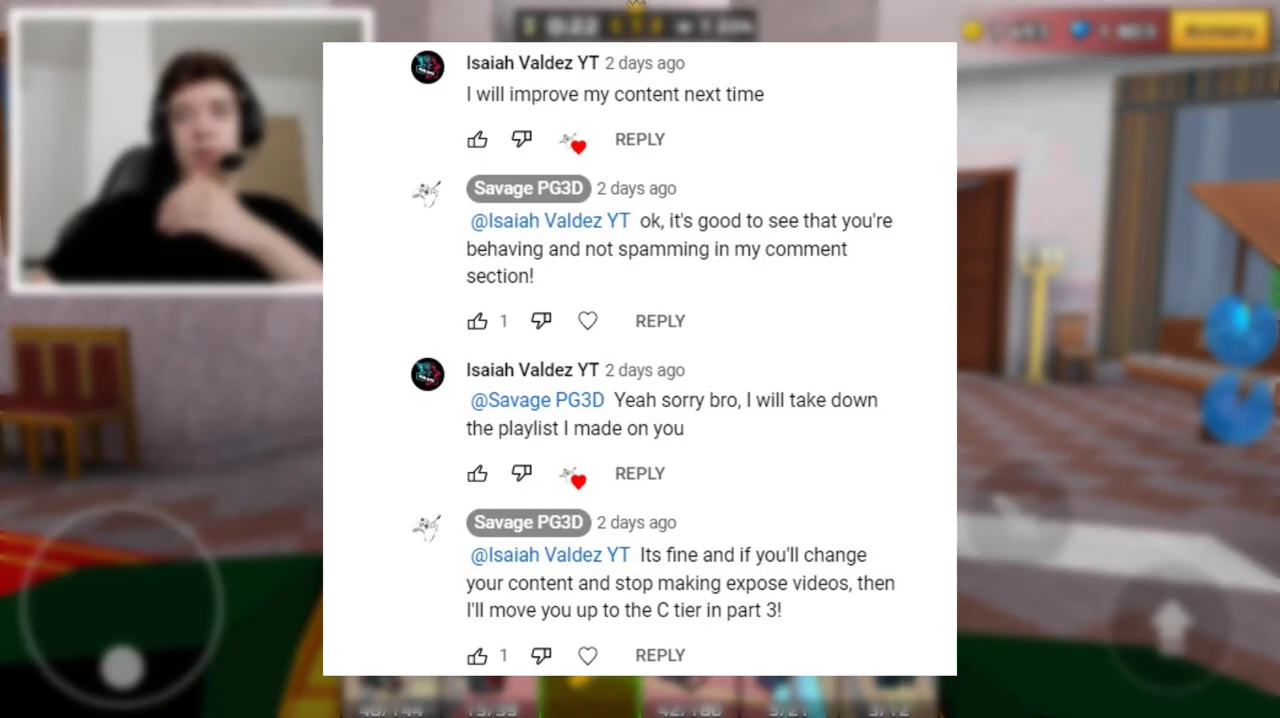 0:22
Armory
Isaiah Valdez YT 2 days ago
I will improve my content next time
REPLY
Savage PG3D 2 days ago
@Isaiah Valdez YT ok, it's good to see that you're
behaving and not spamming in my comment
section!
1 REPLY
Isaiah Valdez YT 2 days ago
@Savage PG3D Yeah sorry bro, I will take down
the playlist I made on you
REPLY
Savage PG3D 2 days ago
@Isaiah Valdez YT Its fine and if you'll change
your content and stop making expose videos, then
I'll move you up to the C tier in part 3!
1 REPLY